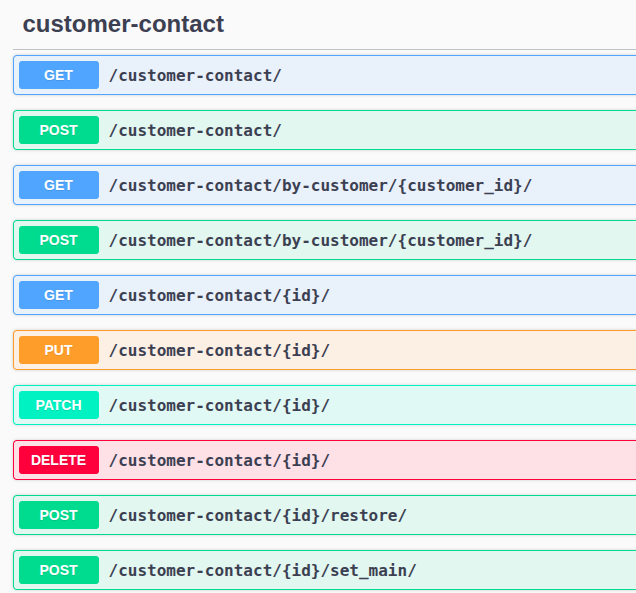 customer-contact
GET /customer-contact/
POST /customer-contact/
GET /customer-contact/by-customer/{customer_id}/
POST /customer-contact/by-customer/{customer_id}/
GET /customer-contact/{id}/
PUT /customer-contact/{id}/
PATCH /customer-contact/{id}/
DELETE /customer-contact/{id}/
POST /customer-contact/{id}/restore/
POST /customer-contact/{id}/set_main/